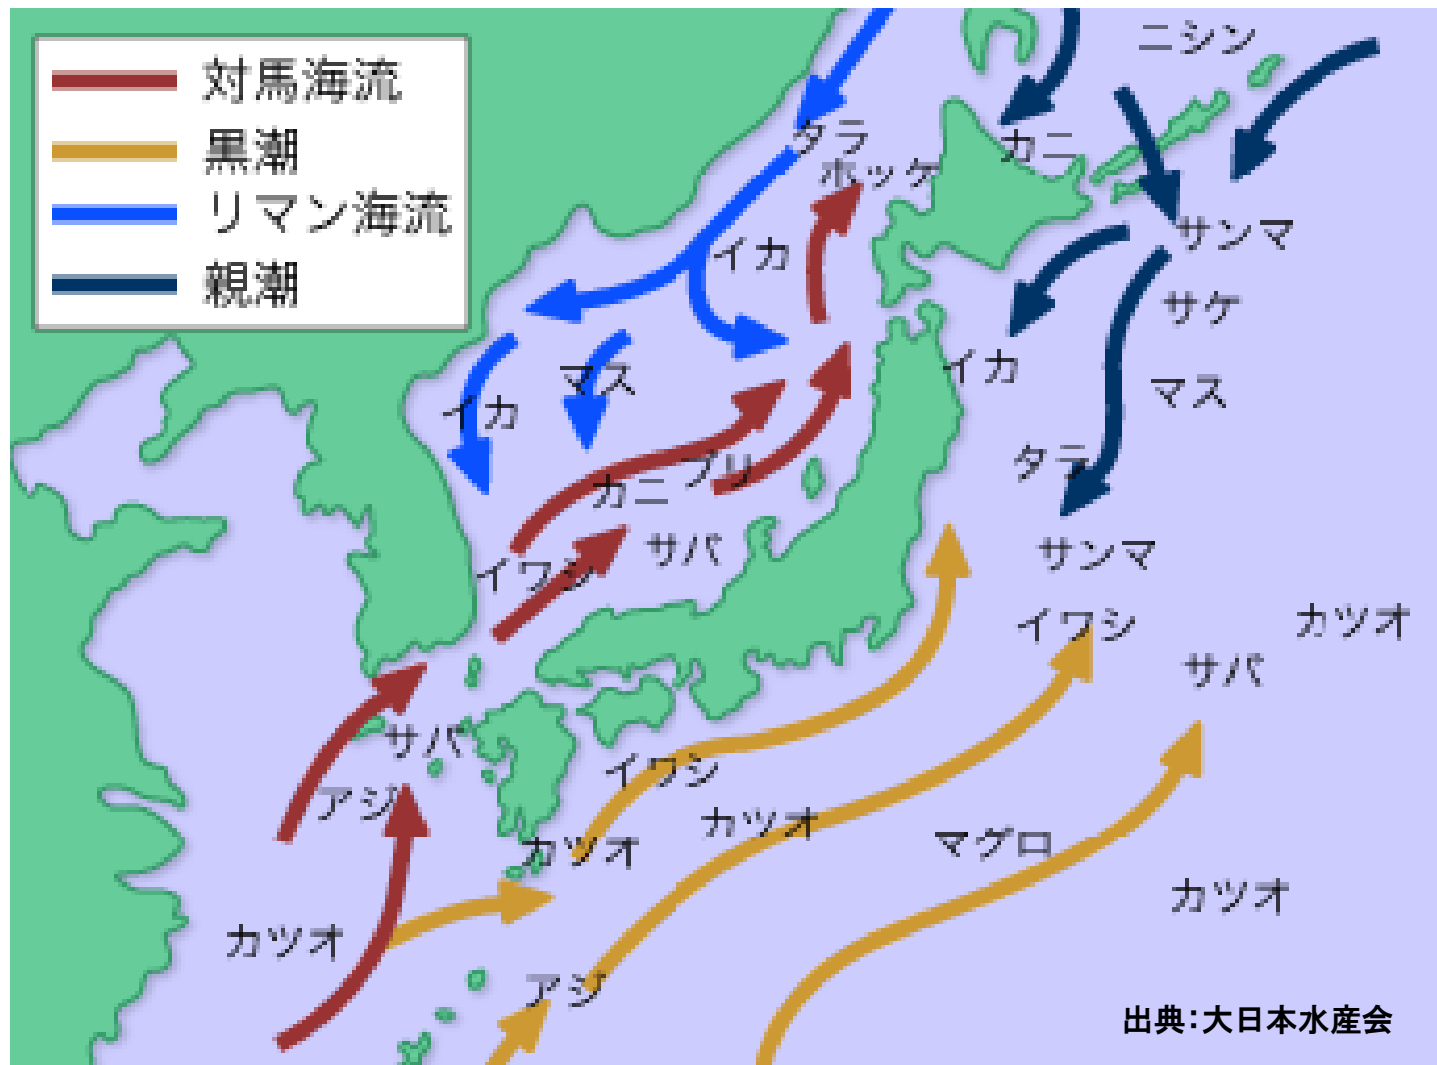 対馬海流
黒潮
リマン海流
親潮
ニシン
タラ
カニ
ホッケ
サンマ
イカ
サケ
イカ
マス
マス
イカ
タラ
ブリ
カニ
サバ
サンマ
イワシ
イワシ
カツオ
サバ
サバ
イワシ
アジ
カツオ
マグロ
カツオ
カツオ
カツオ
アジ
出典:大日本水産会